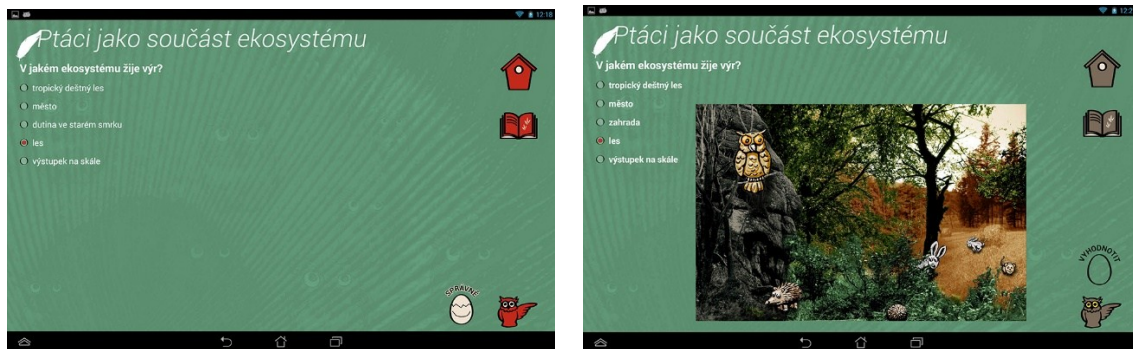 12:18
Ptáci jako součást ekosystému
V jakém ekosystému žije výr?
tropický deštný les
město
dutina ve starém smrku
les
výstupek na skále
SPRÁVNĚ
Ptáci jako součást ekosystému
V jakém ekosystému žije výr?
tropický deštný les
město
zahrada
les
výstupek na skále
VYHODNOTIT